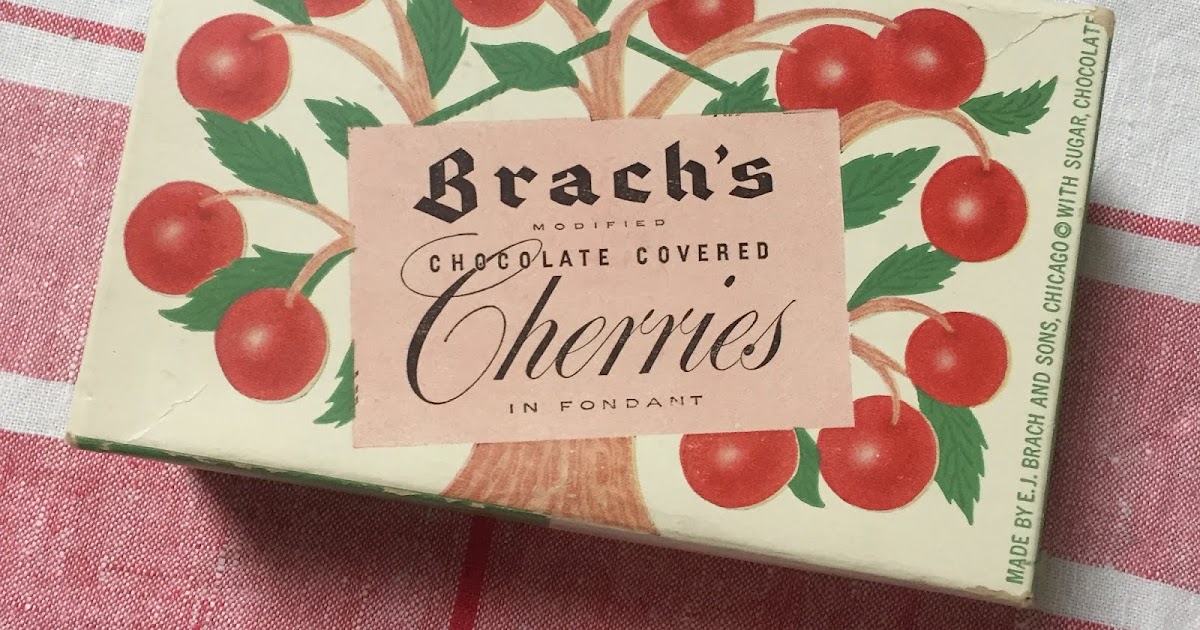 Brach's
MODIFIED
CHOCOLATE COVERED
Cherries
IN FONDANT
MADE BY E.J. BRACH AND SONS, CHICAGO © WITH SUGAR, CHOCOLATE